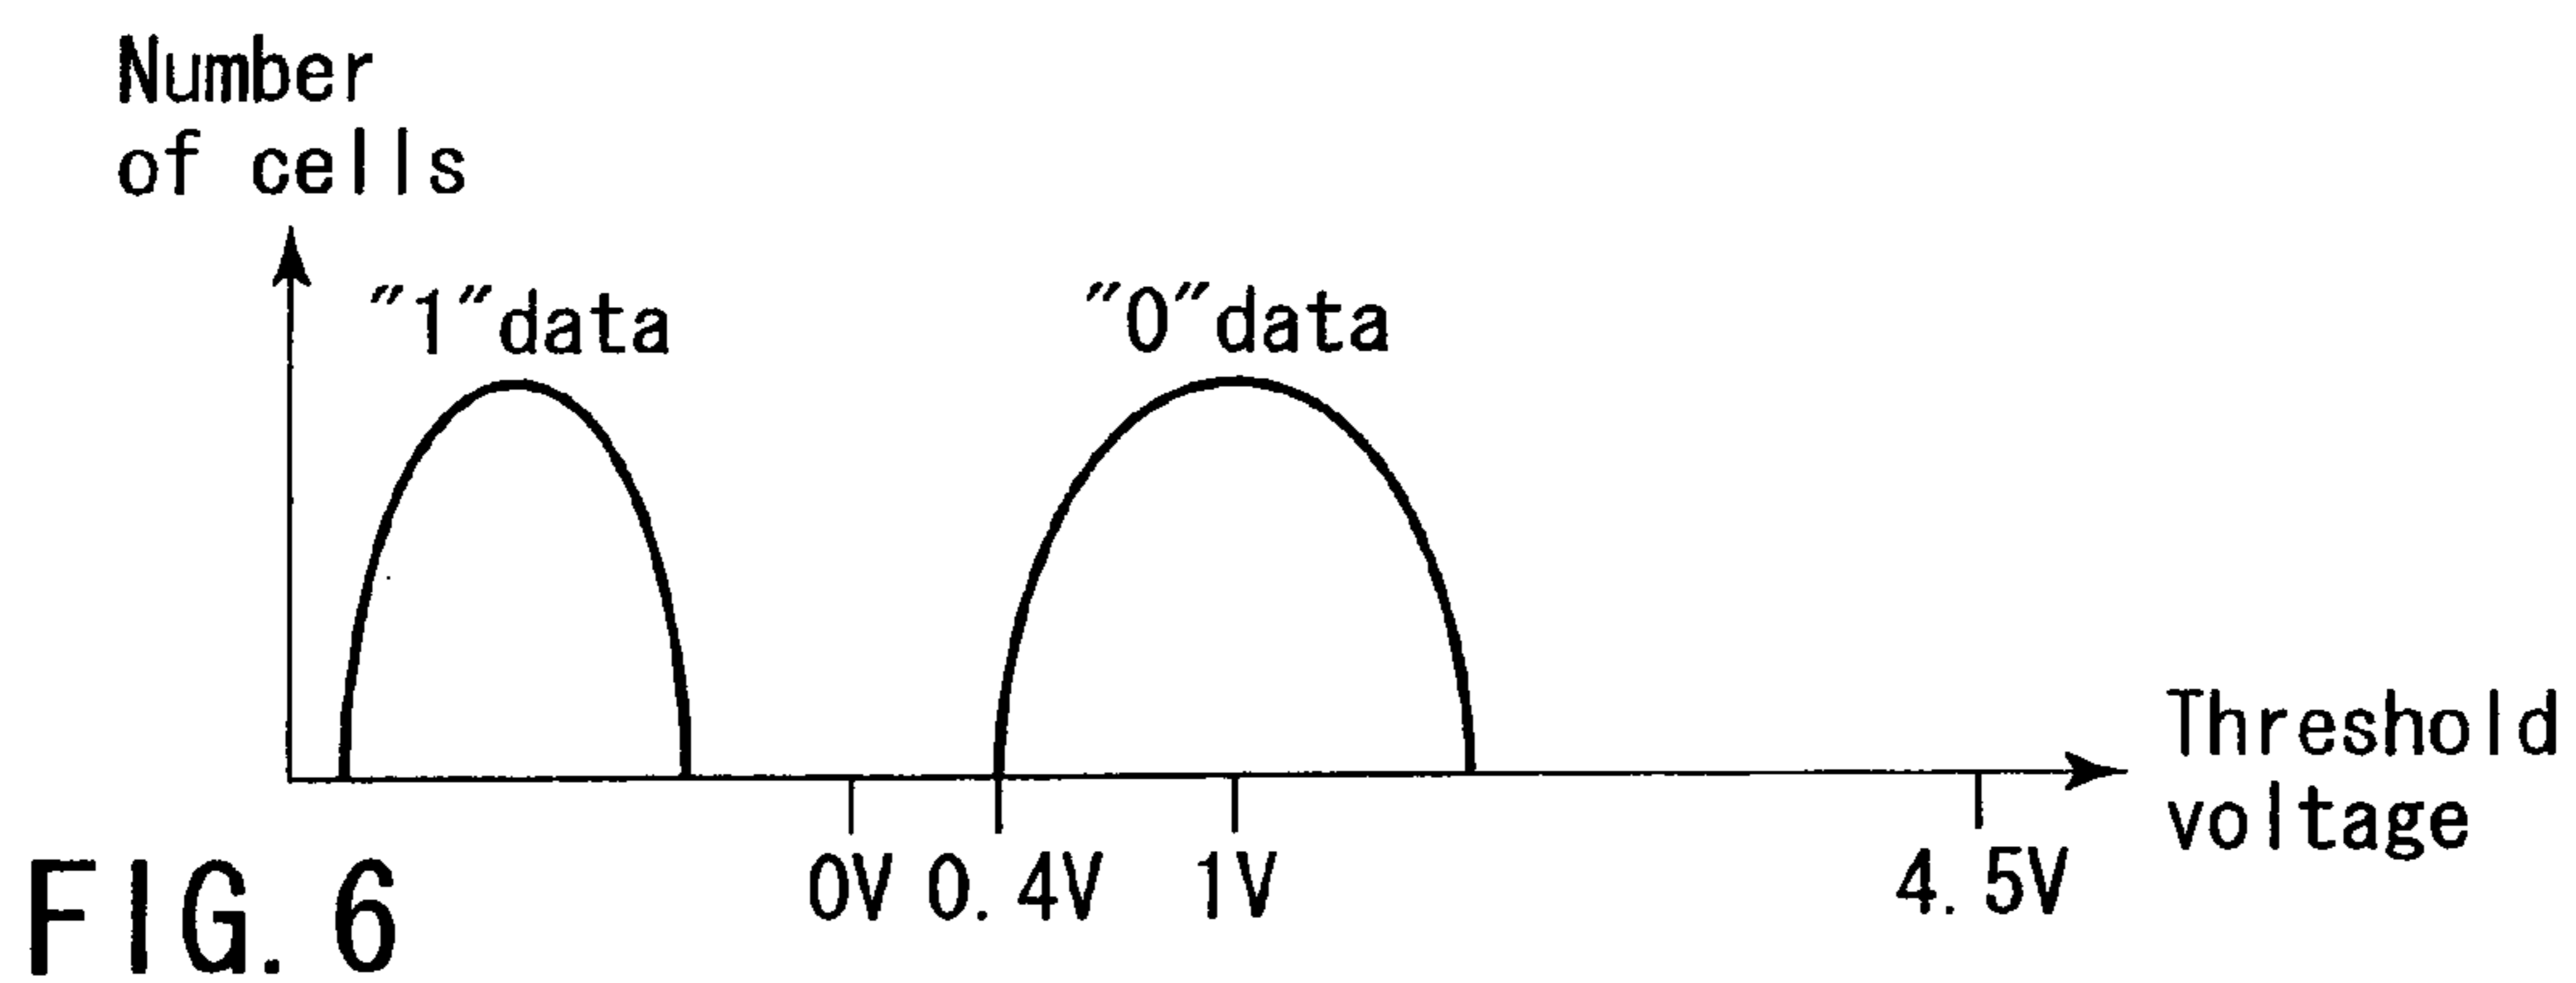 Number
of cells
"1"data
"0"data
Threshold
voltage
0V 0.4V 1V 4.5V
FIG. 6